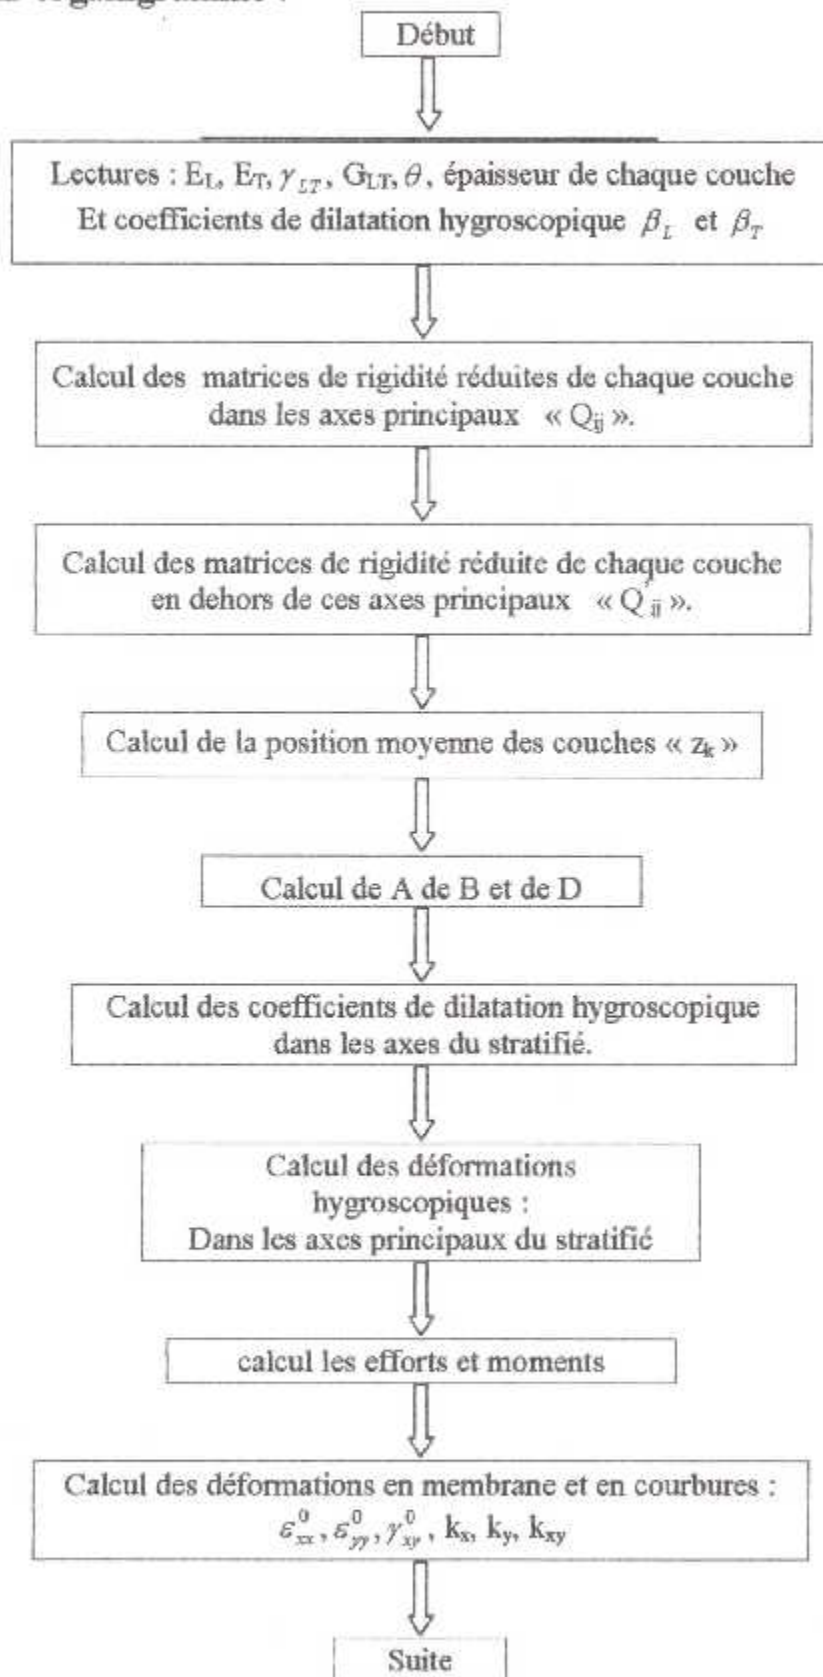 Début
Lectures : E_L, E_T, γ_LT, G_LT, θ, épaisseur de chaque couche
Et coefficients de dilatation hygroscopique β_L et β_T
Calcul des matrices de rigidité réduites de chaque couche
dans les axes principaux « Q_ij ».
Calcul des matrices de rigidité réduite de chaque couche
en dehors de ces axes principaux « Q'_ij ».
Calcul de la position moyenne des couches « z_k »
Calcul de A de B et de D
Calcul des coefficients de dilatation hygroscopique
dans les axes du stratifié.
Calcul des déformations
hygroscopiques :
Dans les axes principaux du stratifié
calcul les efforts et moments
Calcul des déformations en membrane et en courbures :
ε⁰_xx, ε⁰_yy, γ⁰_xy, k_x, k_y, k_xy
Suite